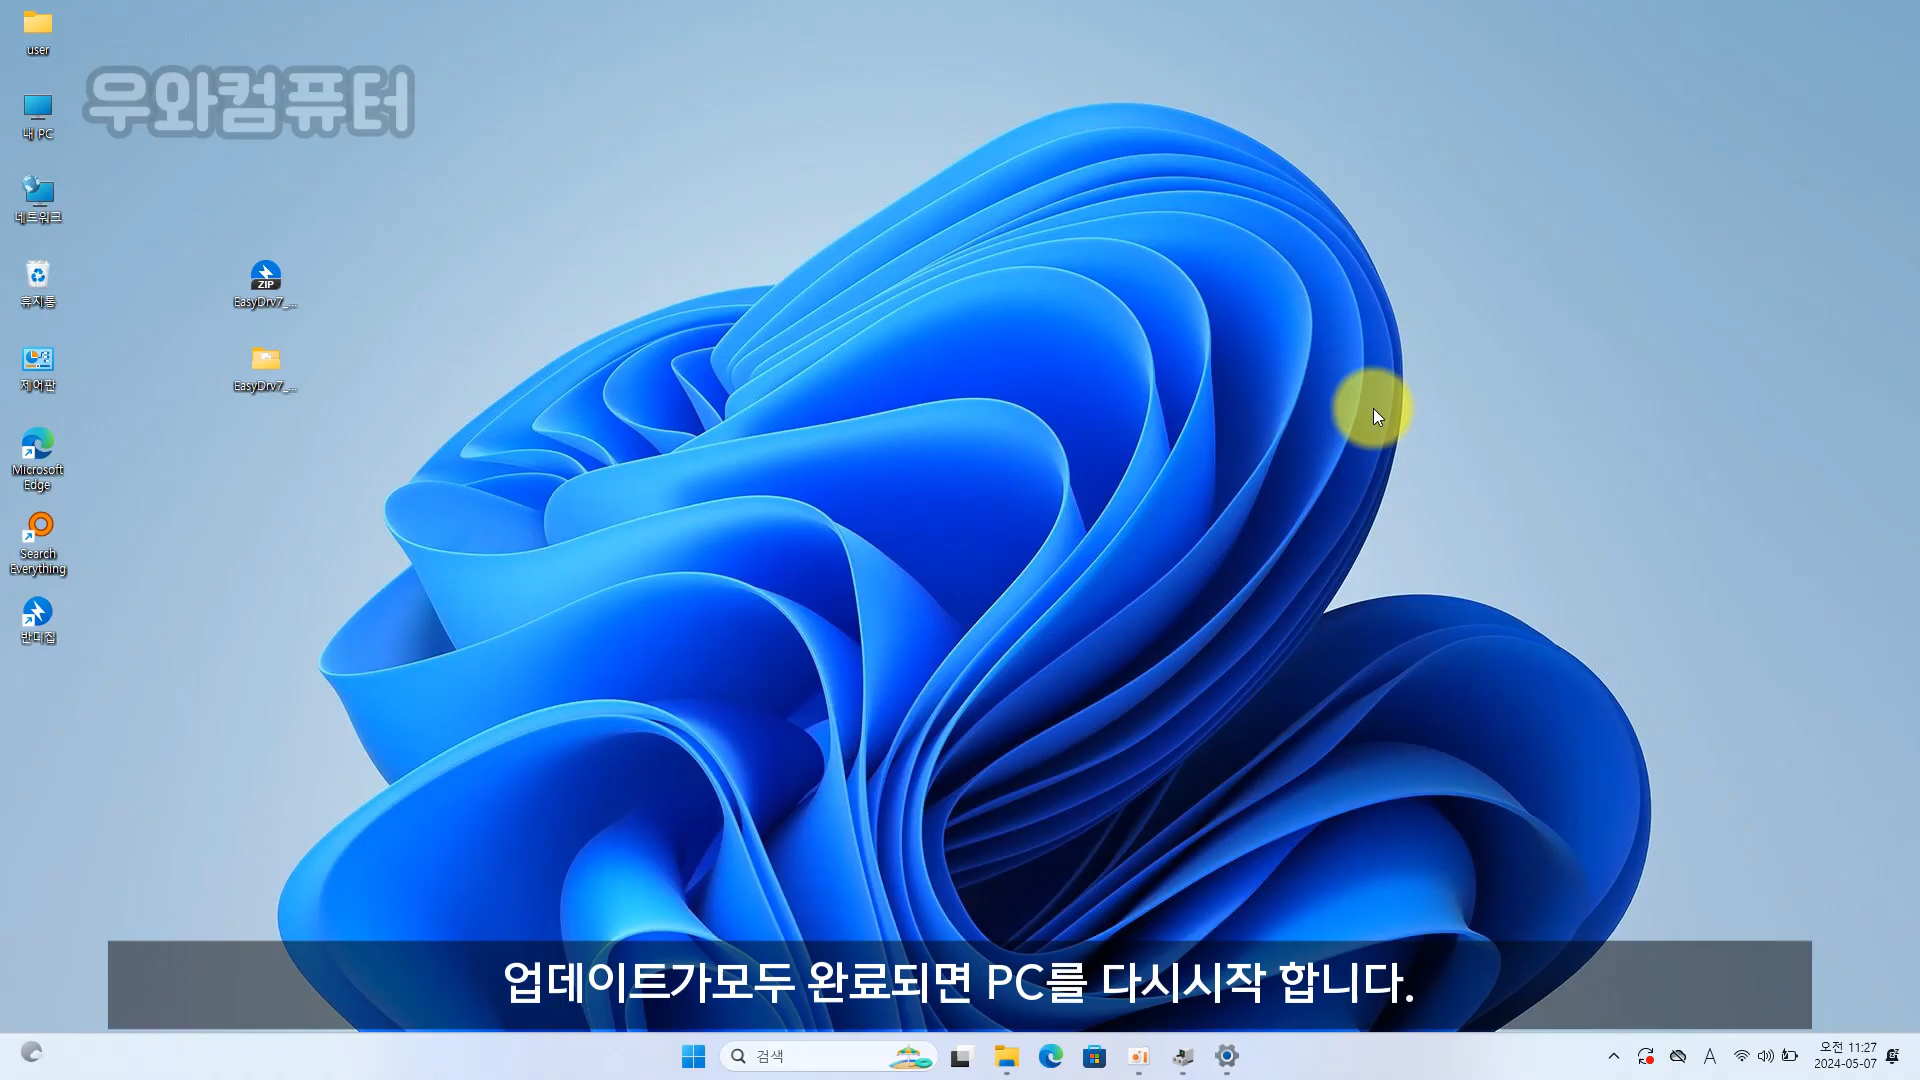 user
우와컴퓨터
내 PC
네트워크
휴지통
ZIP
EasyDrv7_...
제어판
EasyDrv7_...
Microsoft
Edge
Search
Everything
반디집
업데이트가모두 완료되면 PC를 다시시작 합니다.
검색
A
오전 11:27
2024-05-07